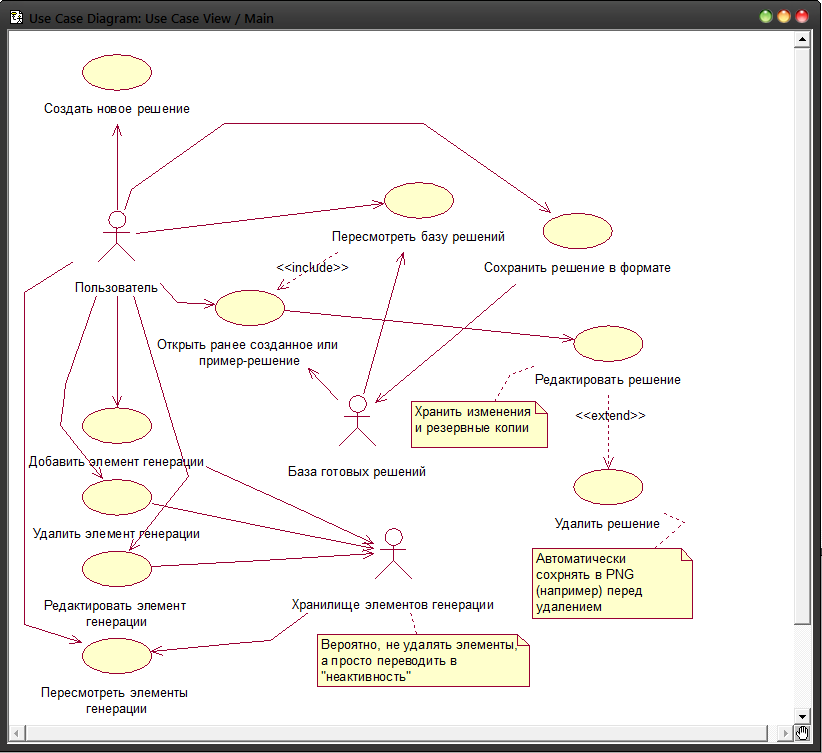 Use Case Diagram: Use Case View / Main
Создать новое решение
Пересмотреть базу решений
Сохранить решение в формате
<<include>>
Пользователь
Открыть ранее созданное или
пример-решение
Редактировать решение
Хранить изменения
и резервные копии
<<extend>>
База готовых решений
Добавить элемент генерации
Удалить элемент генерации
Удалить решение
Автоматически
сохрнять в PNG
(например) перед
удалением
Редактировать элемент
генерации
Хранилище элементов генерации
Вероятно, не удалять элементы,
а просто переводить в
"неактивность"
Пересмотреть элементы
генерации